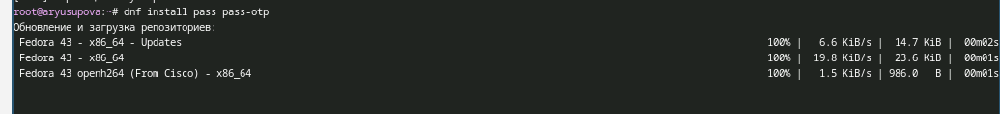 root@aryusupova:~# dnf install pass pass-otp
Обновление и загрузка репозиториев:
Fedora 43 - x86_64 - Updates 100% | 6.6 KiB/s | 14.7 KiB | 00m02s
Fedora 43 - x86_64 100% | 19.8 KiB/s | 23.6 KiB | 00m01s
Fedora 43 openh264 (From Cisco) - x86_64 100% | 1.5 KiB/s | 986.0 B | 00m01s